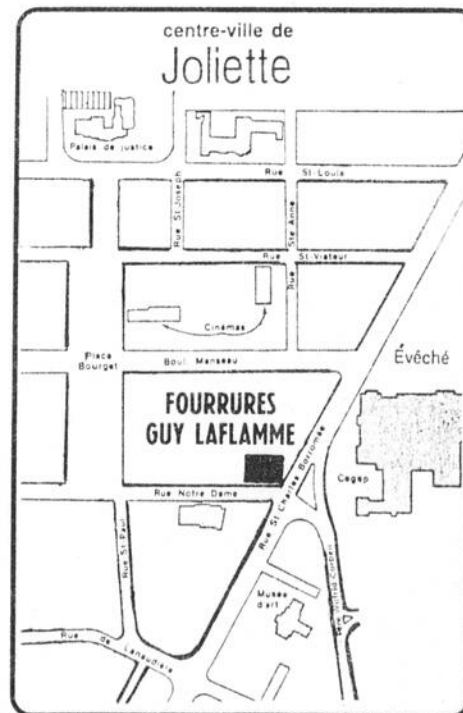 centre-ville de
Joliette
Palais de justice
Rue St-Louis
Rue St-Joseph
Rue Ste-Anne
Rue St-Viateur
Cinémas
Place
Bourget
Boul. Manseau
Évêché
FOURRURES
GUY LAFLAMME
Cegep
Rue Notre Dame
Rue St-Charles Borromée
Rue St-Paul
Musée
d'art
Rue de Lanaudière